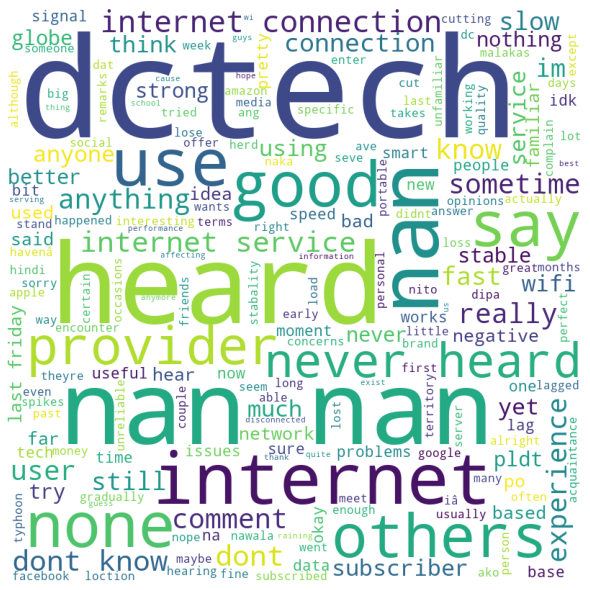 signal
internet connection
wi
guys
cutting
dc
slow
globe
someone
think
week
enter
connection
cut
last
malakas
nothing
days
except
although
big
thing
remarks
dat
dctech
strong
amazon
media
specific
pretty
takes
working
quality
im
unfamiliar
idk
cause
school
tried
ang
social
hope
herd
offer
lose
anyone
use
using
naka
seve
ave
smart
know
service
familiar
lot
complain
people
better
bit
used
anything
idea
good
nan
portable
new
didnt
opinions
sometime
best
serving
happened
wants
speed
bad
answer
actually
interesting
terms
right
said
stand
internet service
say
performance
stable
loss
havenâ
hindi
affecting
great
months
sorry
certain
occasions
heard
information
personal
fast
wifi
apple
friends
stabality
early
load
nito
dipa
perfect
way
anymore
us
really
encounter
provider
moment
works
little
concerns
never
brand
negative
last friday
theyre
useful
hear
now
never heard
even
spikes
seem
long
able
first
one
lagged
past
unreliable
couple
much
yet
exist
territory
experience
far
nan nan
network
lost
server
lag
alright
tech
money
disconnected
google
user
time
issues
sure
problems
pldt
acquaintance
gradually
quite
thank
internet
many
po
often
try
still
typhoon
guess
raining
meet
iâ
usually
none
comment
nope
nawala
okay
enough
others
based
maybe
na
data
went
person
dont know
dont
hearing
fine
subscribed
ako
subscriber
base
facebook
loction